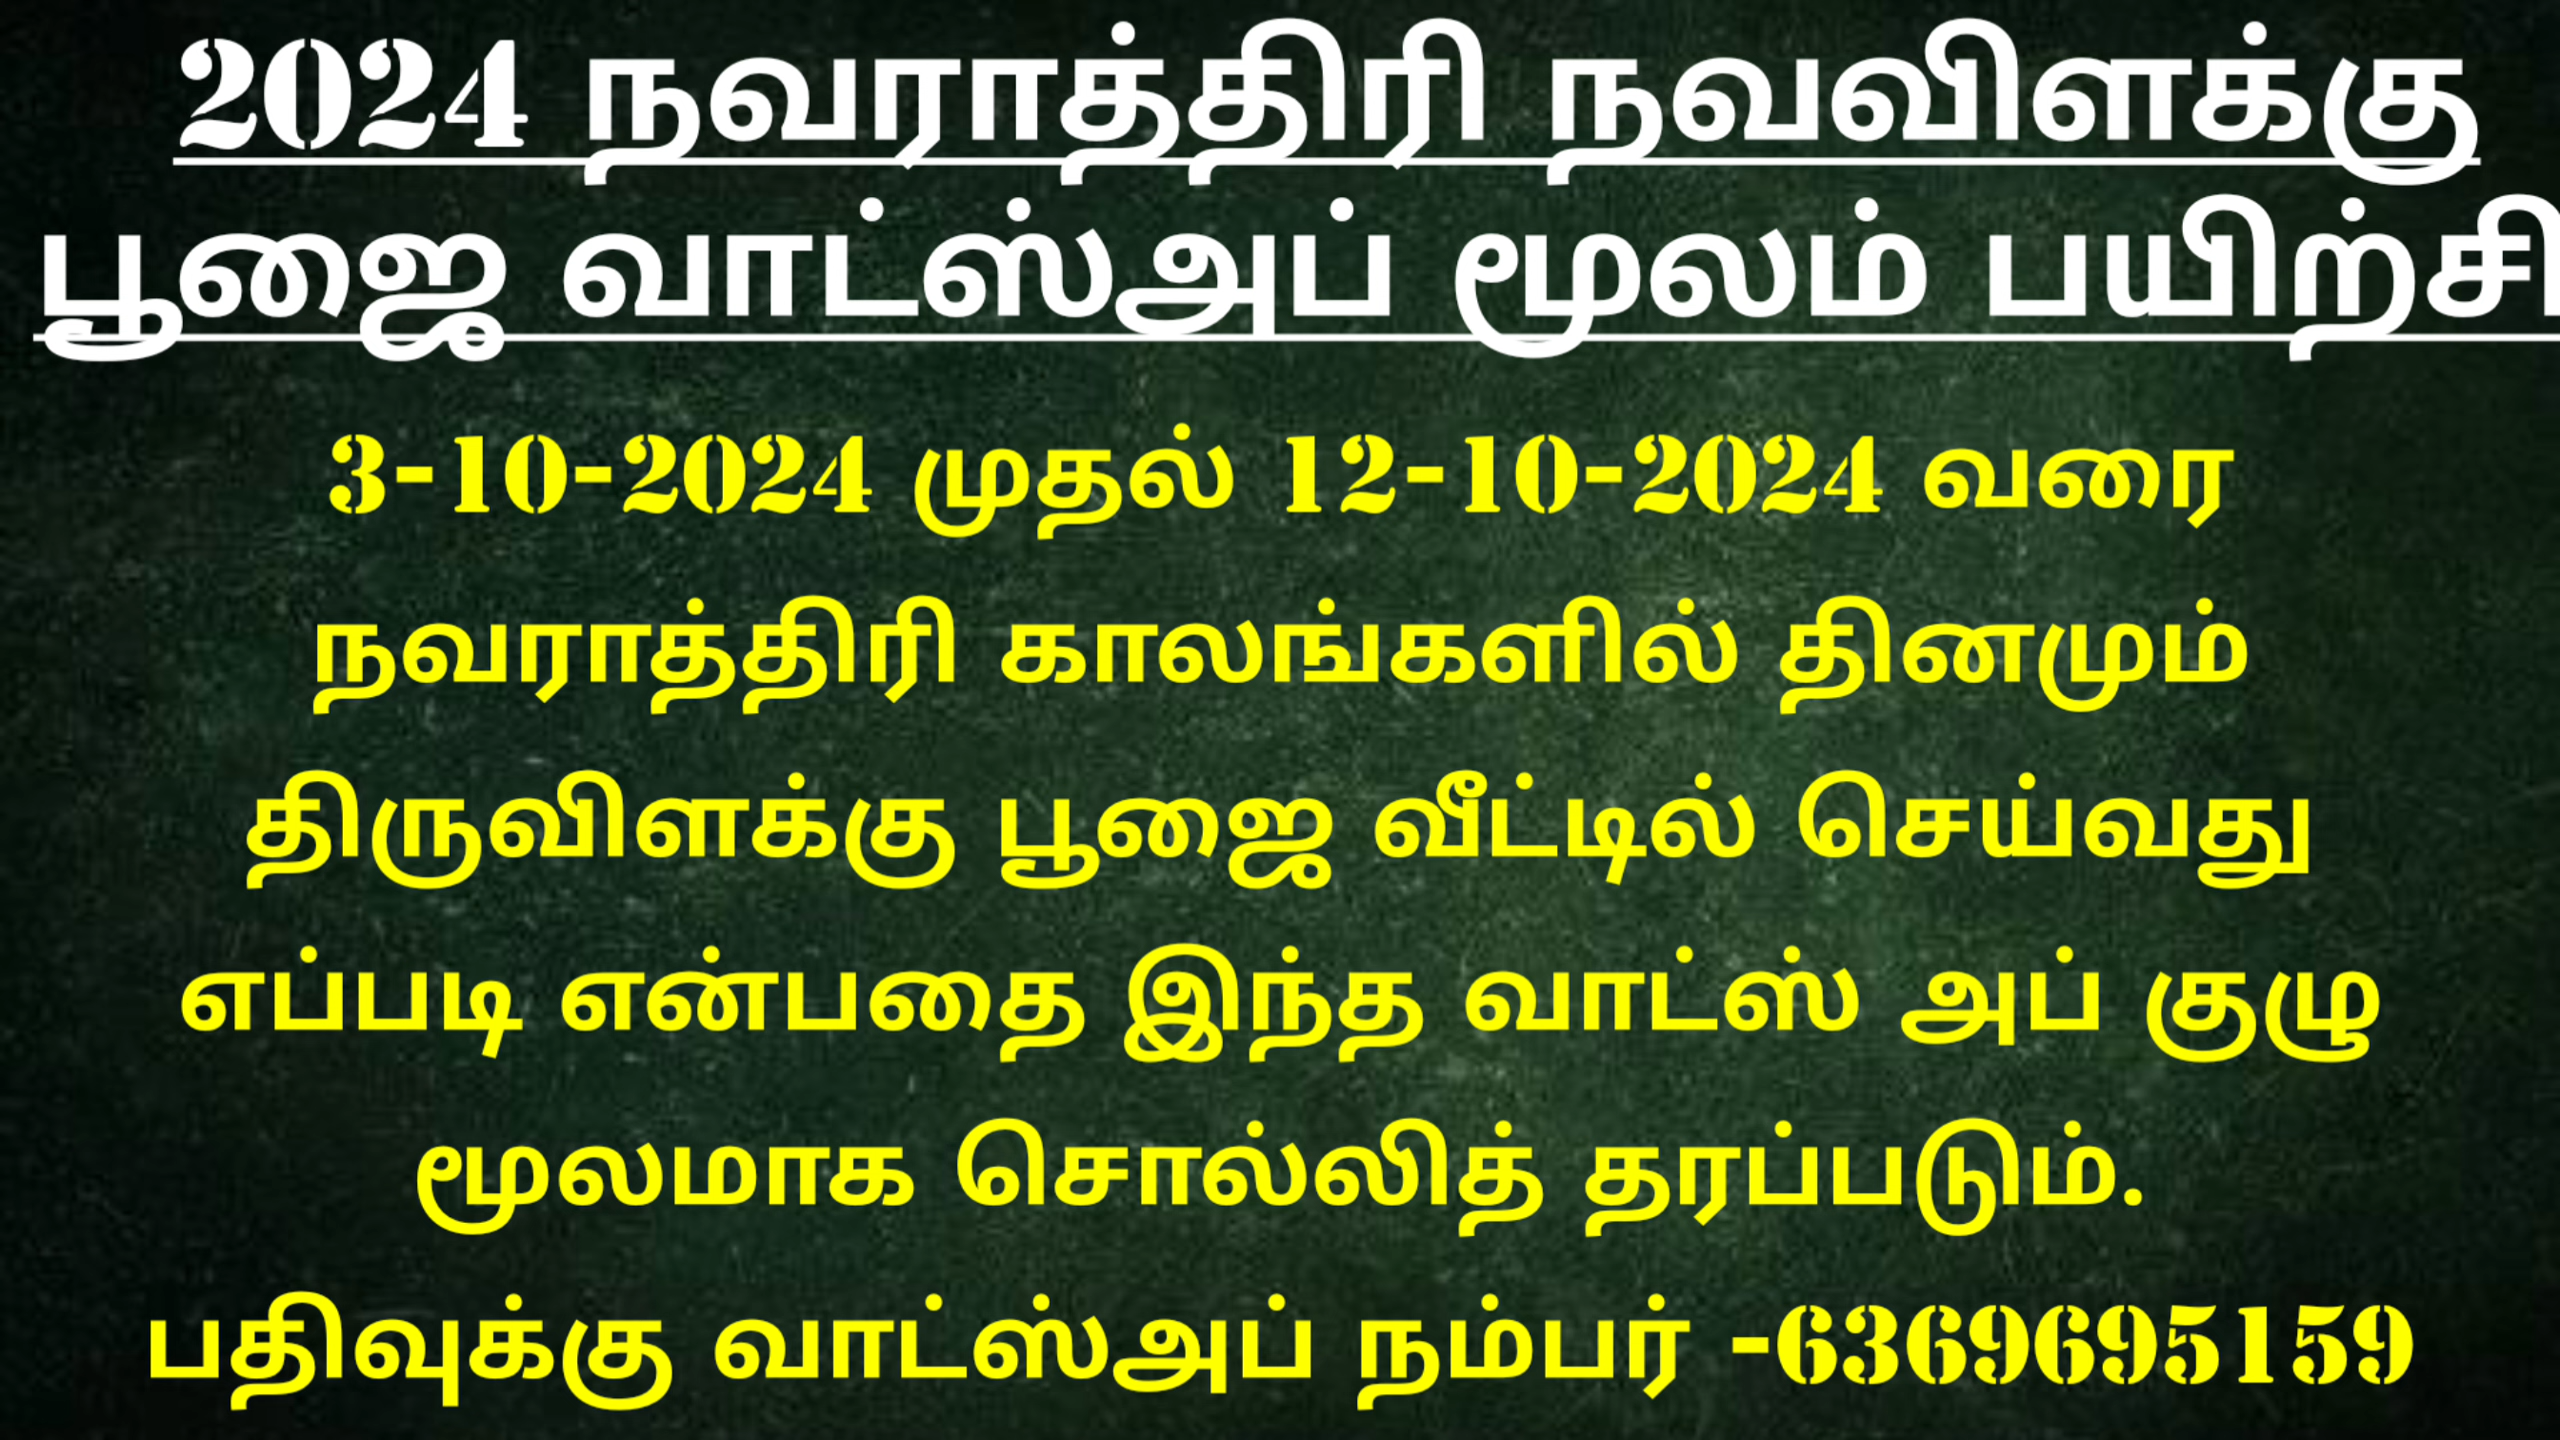 2024 நவராத்திரி நவவிளக்கு
பூஜை வாட்ஸ்அப் மூலம் பயிற்சி
3-10-2024 முதல் 12-10-2024 வரை
நவராத்திரி காலங்களில் தினமும்
திருவிளக்கு பூஜை வீட்டில் செய்வது
எப்படி என்பதை இந்த வாட்ஸ் அப் குழு
மூலமாக சொல்லித் தரப்படும்.
பதிவுக்கு வாட்ஸ்அப் நம்பர் -6369695159